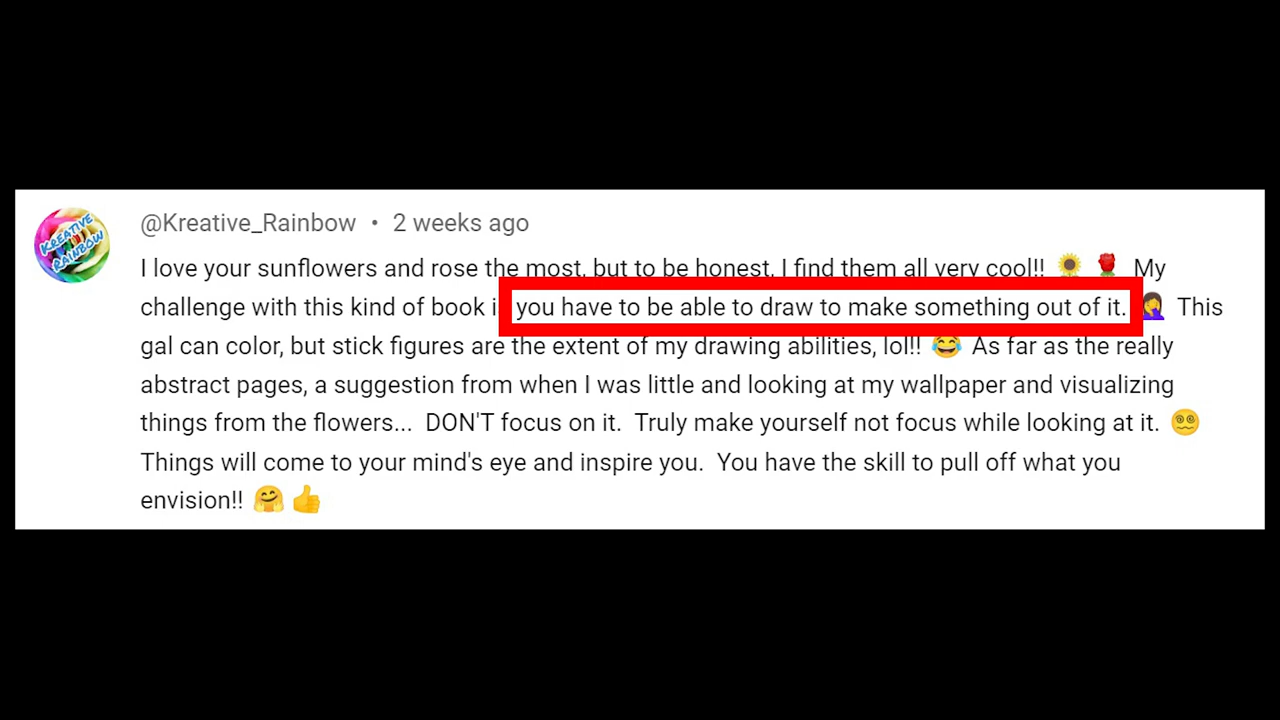 KREATIVE
RAINBOW
@Kreative_Rainbow • 2 weeks ago
I love your sunflowers and rose the most, but to be honest, I find them all very cool!! 🌻 🌹 My
challenge with this kind of book i you have to be able to draw to make something out of it. 🤦‍♀️ This
gal can color, but stick figures are the extent of my drawing abilities, lol!! 😂 As far as the really
abstract pages, a suggestion from when I was little and looking at my wallpaper and visualizing
things from the flowers... DON'T focus on it. Truly make yourself not focus while looking at it. 😵‍💫
Things will come to your mind's eye and inspire you. You have the skill to pull off what you
envision!! 🤗 👍